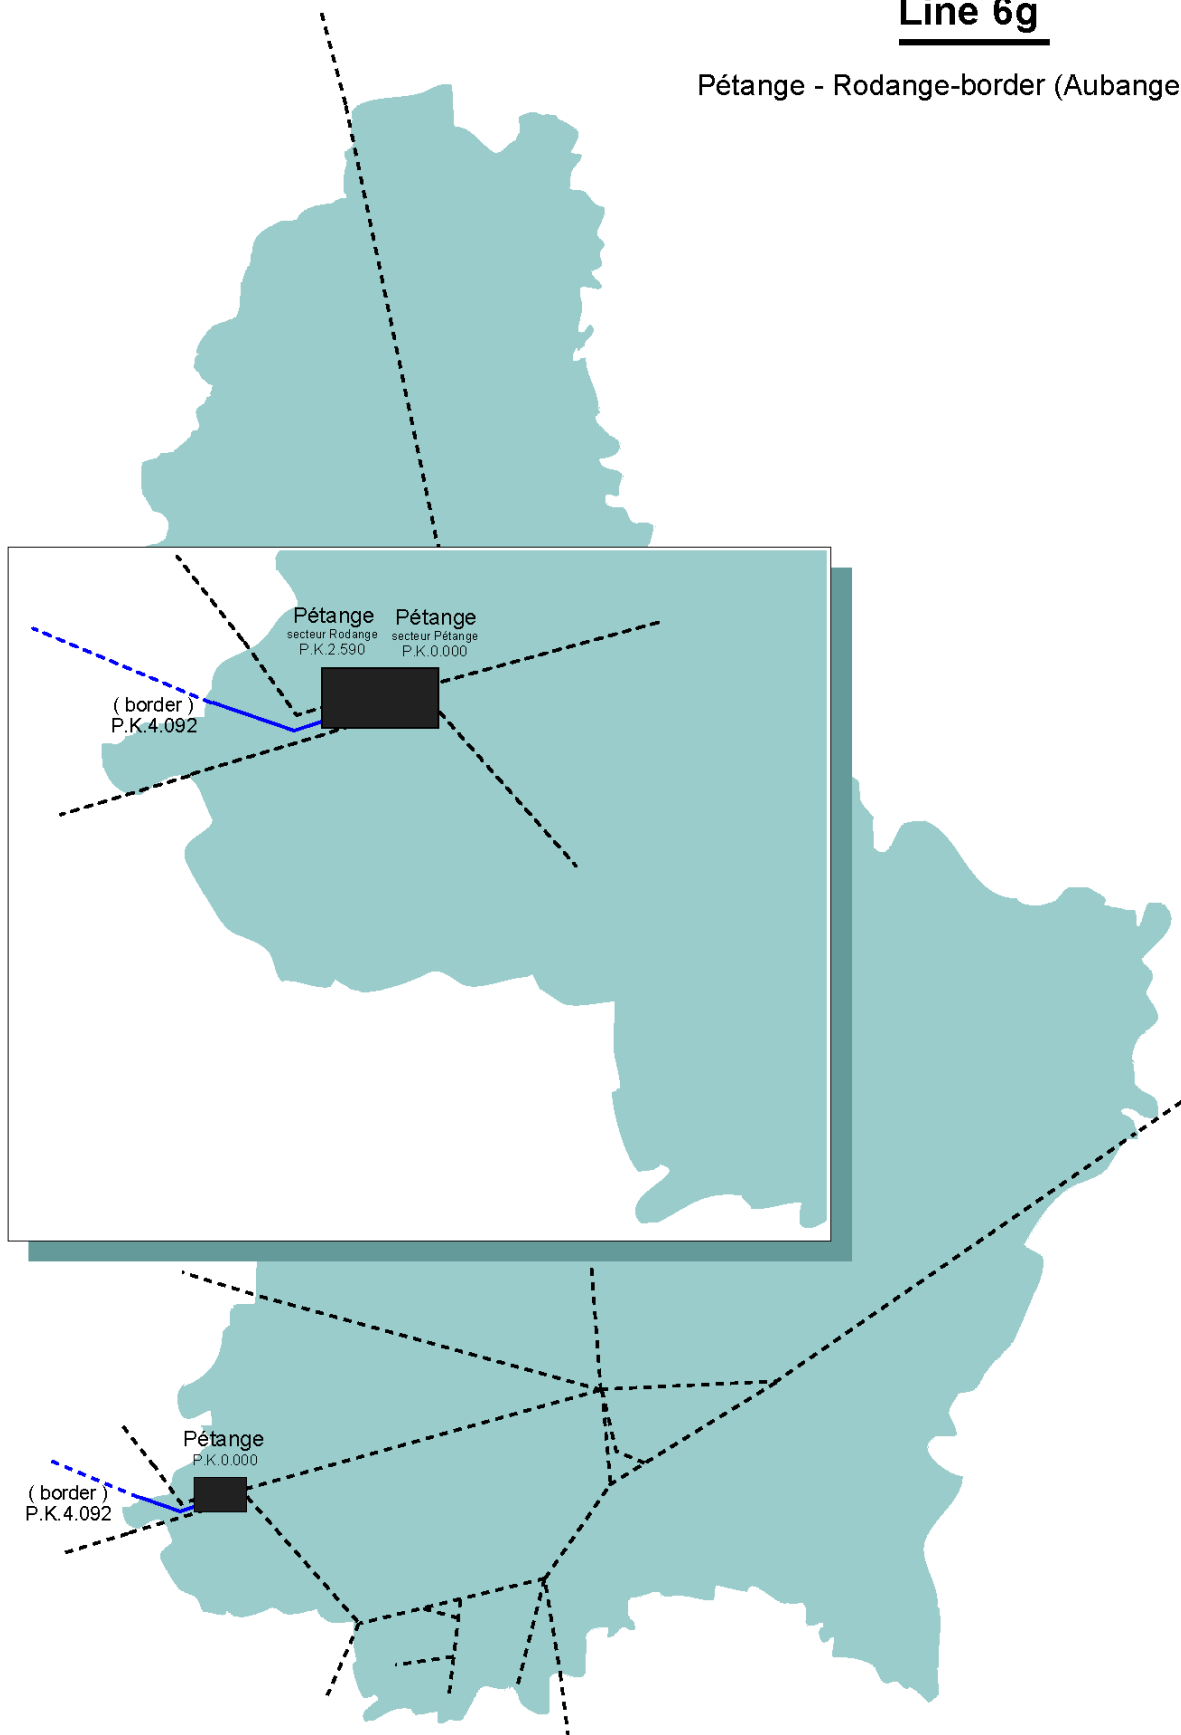 Line 6g
Pétange - Rodange-border (Aubange
Pétange
secteur Rodange
P.K.2.590
Pétange
secteur Pétange
P.K.0.000
( border )
P.K.4.092
Pétange
P.K.0.000
( border )
P.K.4.092